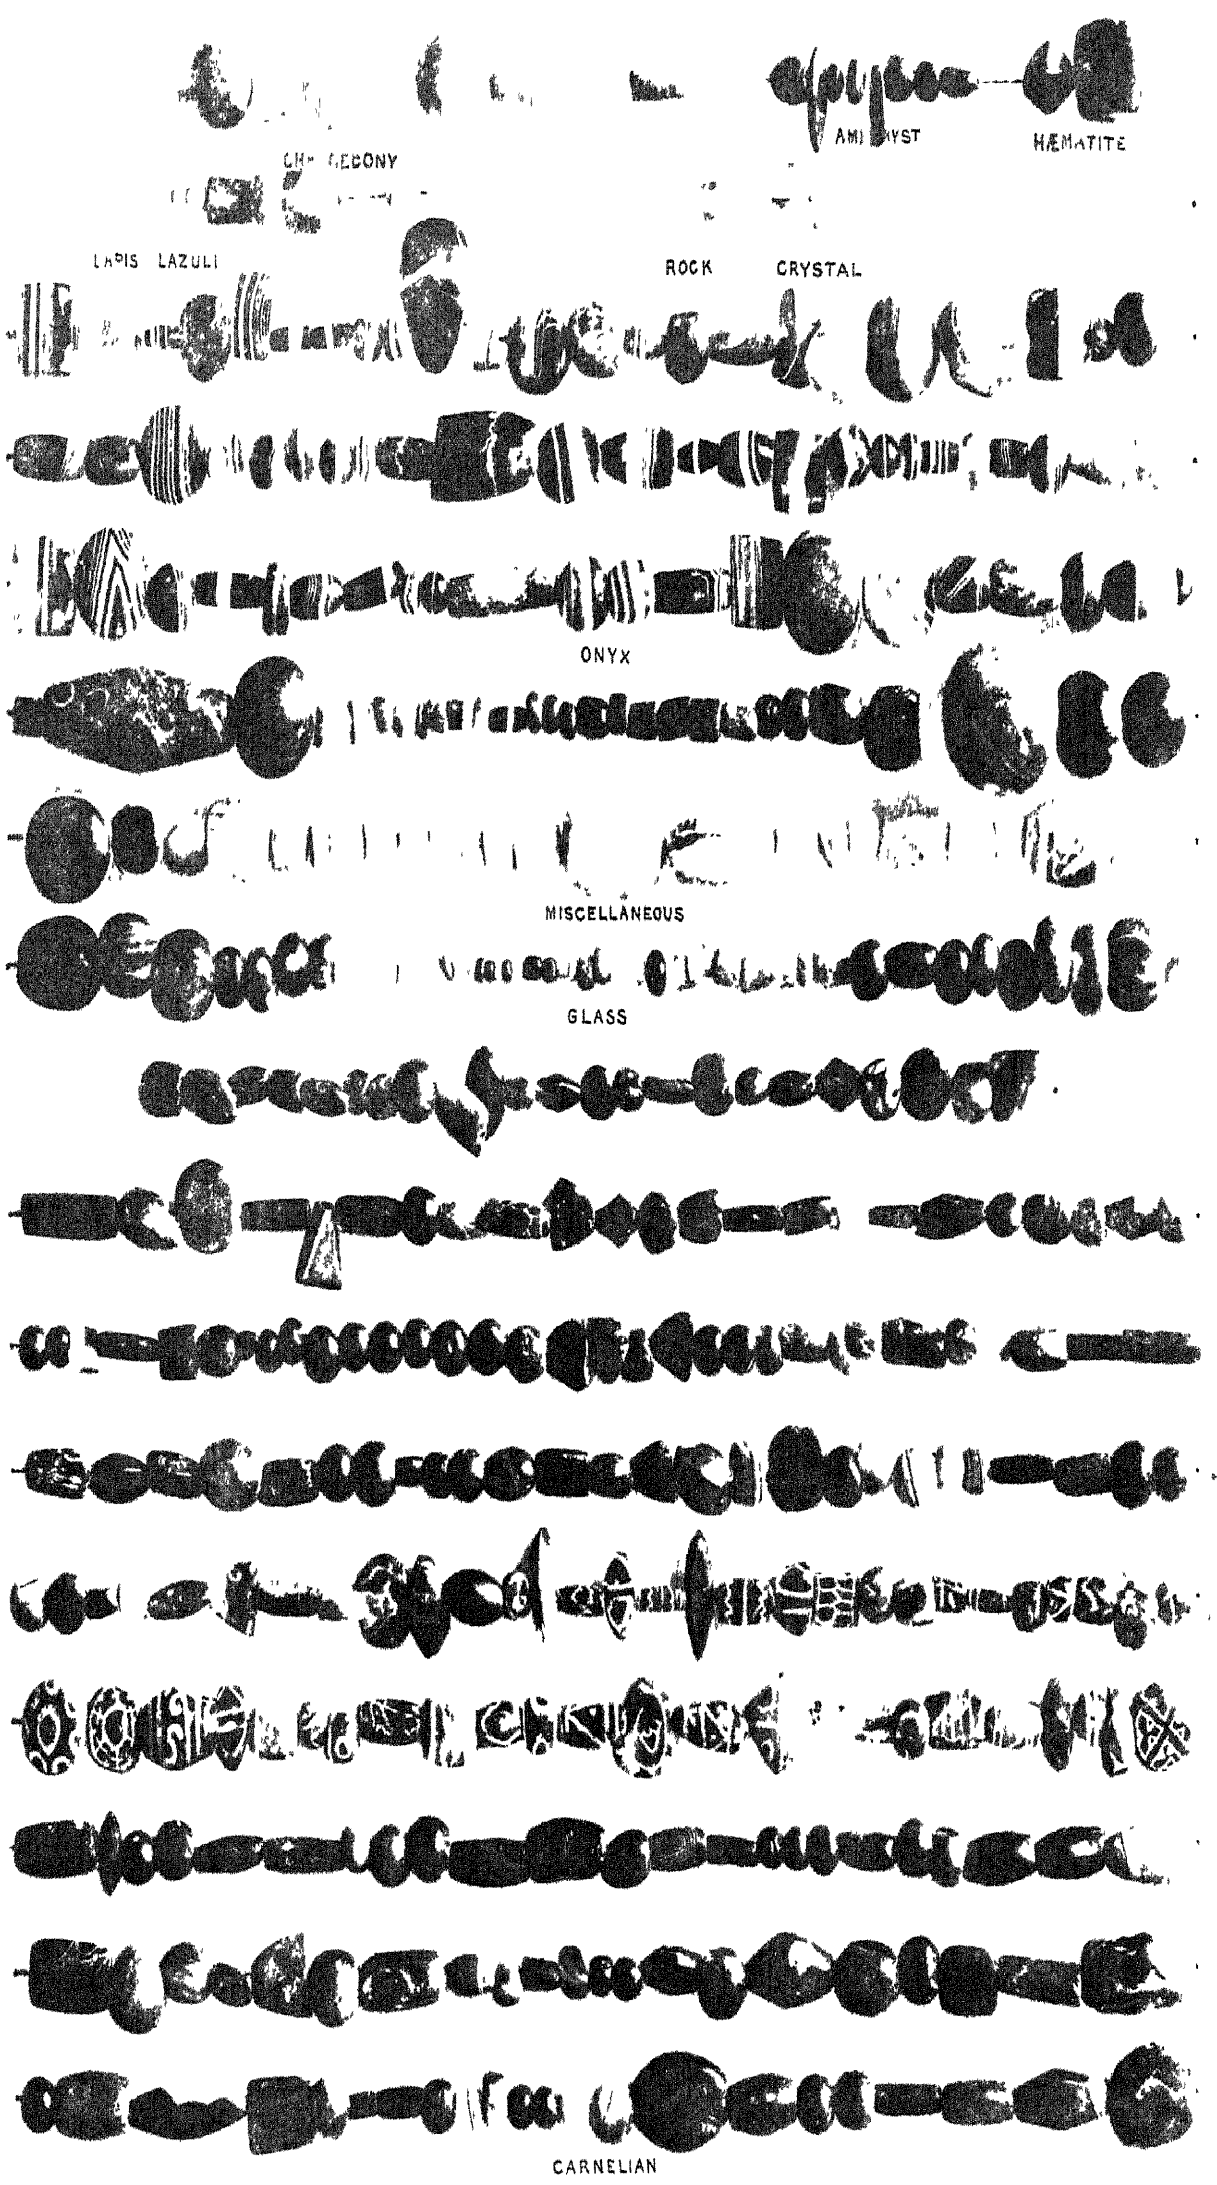 HÆMATITE
LAPIS LAZULI
ROCK CRYSTAL
ONYX
MISCELLANEOUS
GLASS
CARNELIAN